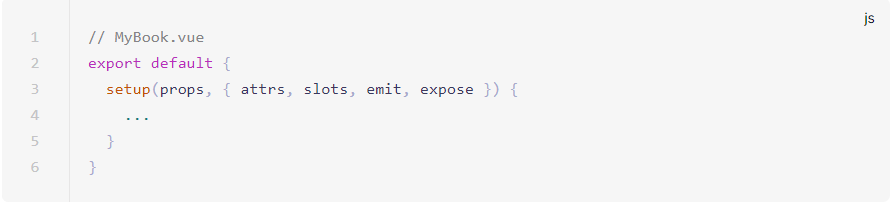 js
1 // MyBook.vue
2 export default {
3 setup(props, { attrs, slots, emit, expose }) {
4 ...
5 }
6 }